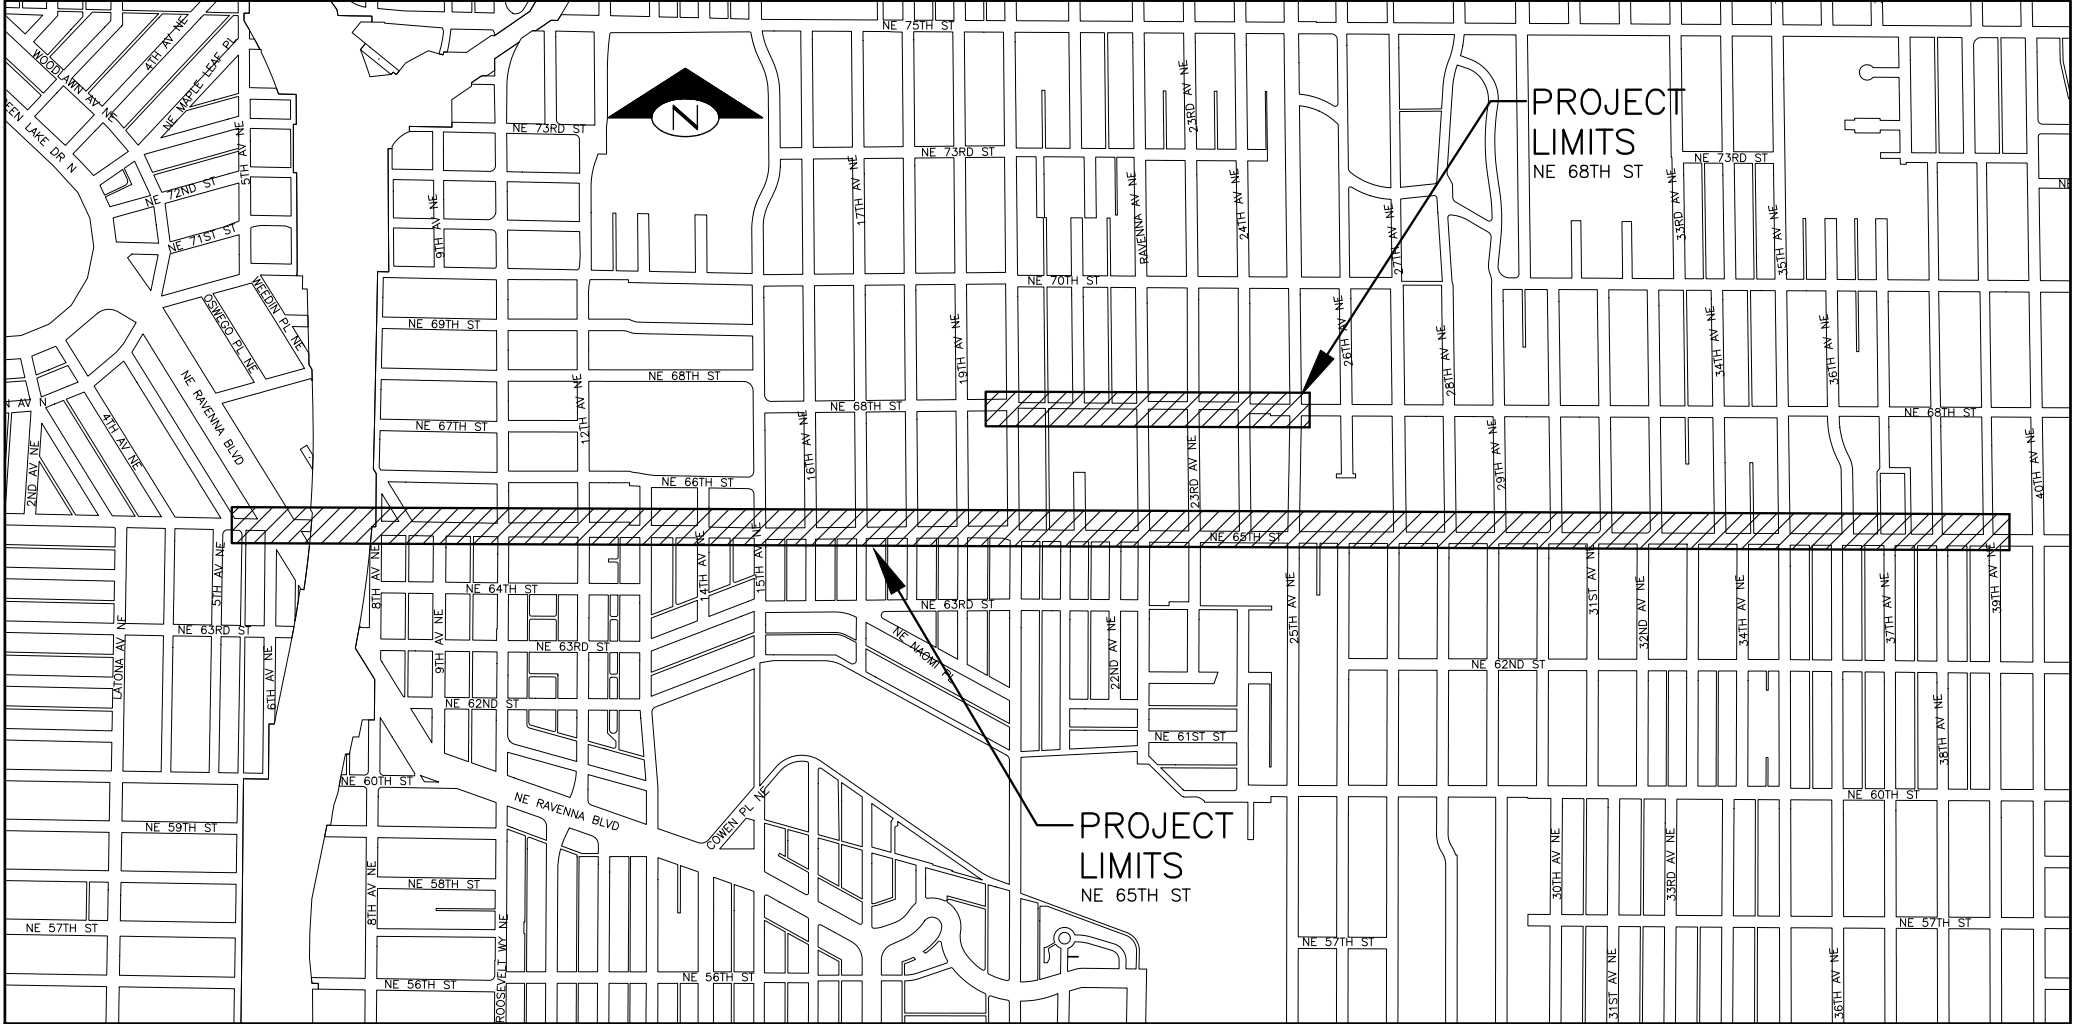 NE 75TH ST
4TH AV NE
WOODLAWN AV NE
NE MAPLE LEAF PL
EEN LAKE DR N
5TH AV NE
NE 72ND ST
NE 71ST ST
NE 73RD ST
9TH AV NE
N
17TH AV NE
NE 73RD ST
23RD AV NE
RAVENNA AV NE
24TH AV NE
PROJECT
LIMITS
NE 68TH ST
27TH AV NE
NE 73RD ST
33RD AV NE
35TH AV NE
NE
WEEDIN PL NE
OSWEGO PL NE
NE 70TH ST
NE 69TH ST
19TH AV NE
26TH AV NE
28TH AV NE
34TH AV NE
36TH AV NE
NE RAVENNA BLVD
NE 68TH ST
12TH AV NE
AV N
4TH AV NE
2ND AV NE
NE 67TH ST
NE 68TH ST
16TH AV NE
23RD AV NE
29TH AV NE
NE 68TH ST
40TH AV NE
NE 66TH ST
NE 65TH ST
5TH AV NE
8TH AV NE
14TH AV NE
15TH AV NE
NE 64TH ST
NE 63RD ST
25TH AV NE
31ST AV NE
32ND AV NE
34TH AV NE
37TH AV NE
39TH AV NE
NE 63RD ST
LATONA AV NE
6TH AV NE
9TH AV NE
NE 63RD ST
NE NAOMI PL
22ND AV NE
NE 62ND ST
NE 62ND ST
NE 61ST ST
38TH AV NE
NE 60TH ST
NE RAVENNA BLVD
COWEN PL NE
NE 60TH ST
PROJECT
LIMITS
NE 65TH ST
NE 59TH ST
8TH AV NE
NE 58TH ST
30TH AV NE
33RD AV NE
NE 57TH ST
ROOSEVELT WY NE
NE 57TH ST
NE 57TH ST
NE 56TH ST
NE 56TH ST
31ST AV NE
36TH AV NE